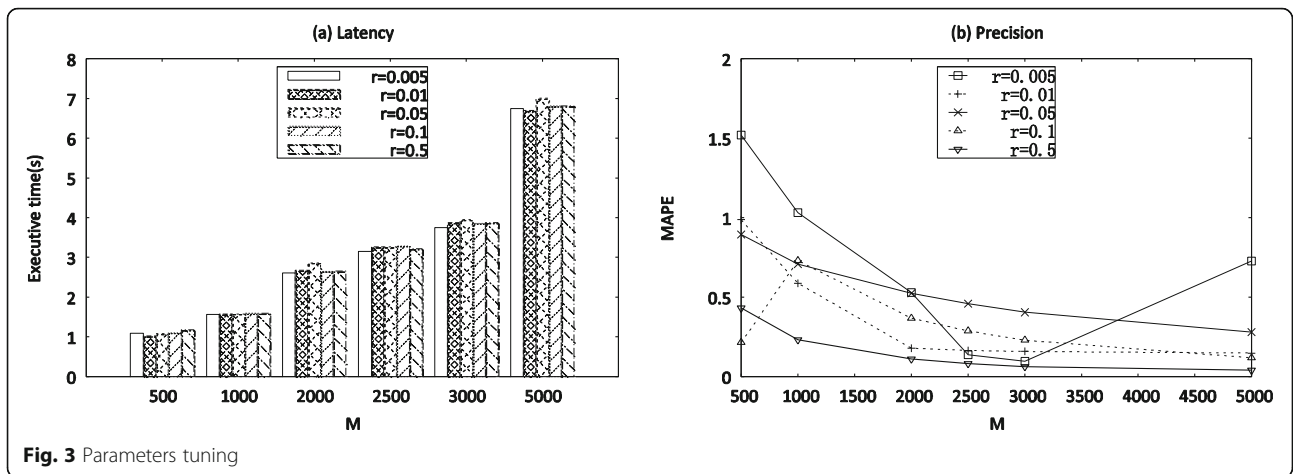 (a) Latency
8
7
6
5
4
3
2
1
0
Executive time(s)
r=0.005
r=0.01
r=0.05
r=0.1
r=0.5
500 1000 2000 2500 3000 5000
M
(b) Precision
2
1.5
1
0.5
0
MAPE
r=0.005
r=0.01
r=0.05
r=0.1
r=0.5
500 1000 1500 2000 2500 3000 3500 4000 4500 5000
M
Fig. 3 Parameters tuning